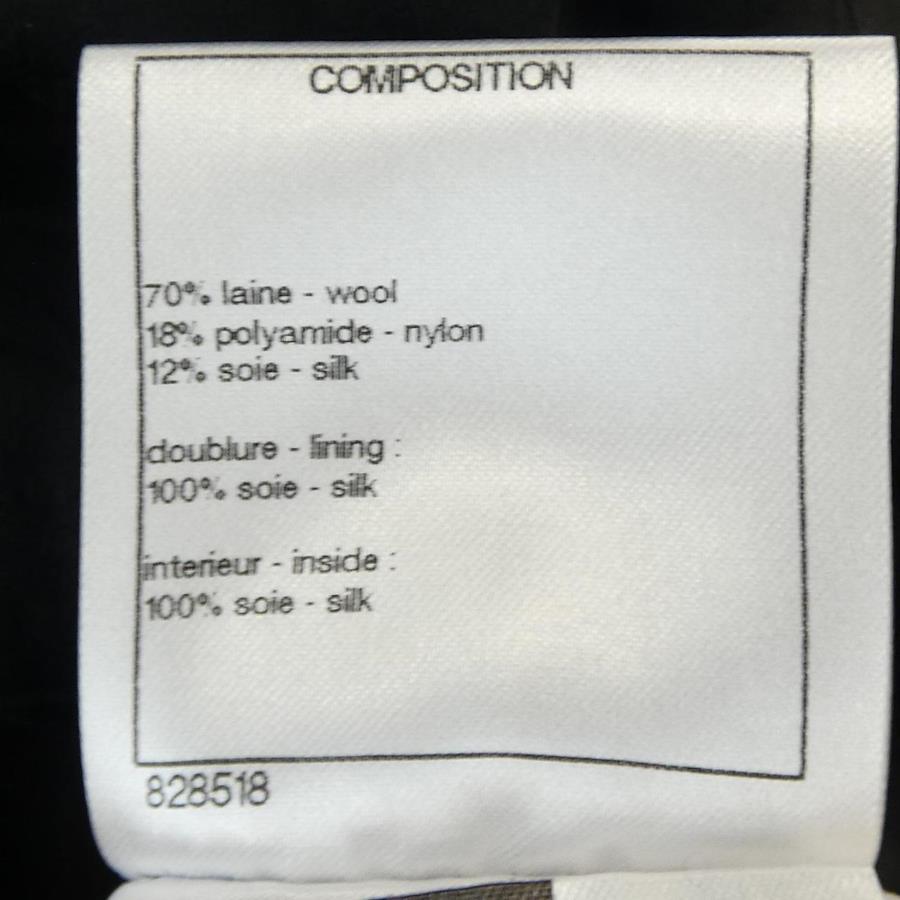 COMPOSITION
70% laine - wool
18% polyamide - nylon
12% soie - silk
doublure - lining :
100% soie - silk
interieur - inside :
100% soie - silk
828518